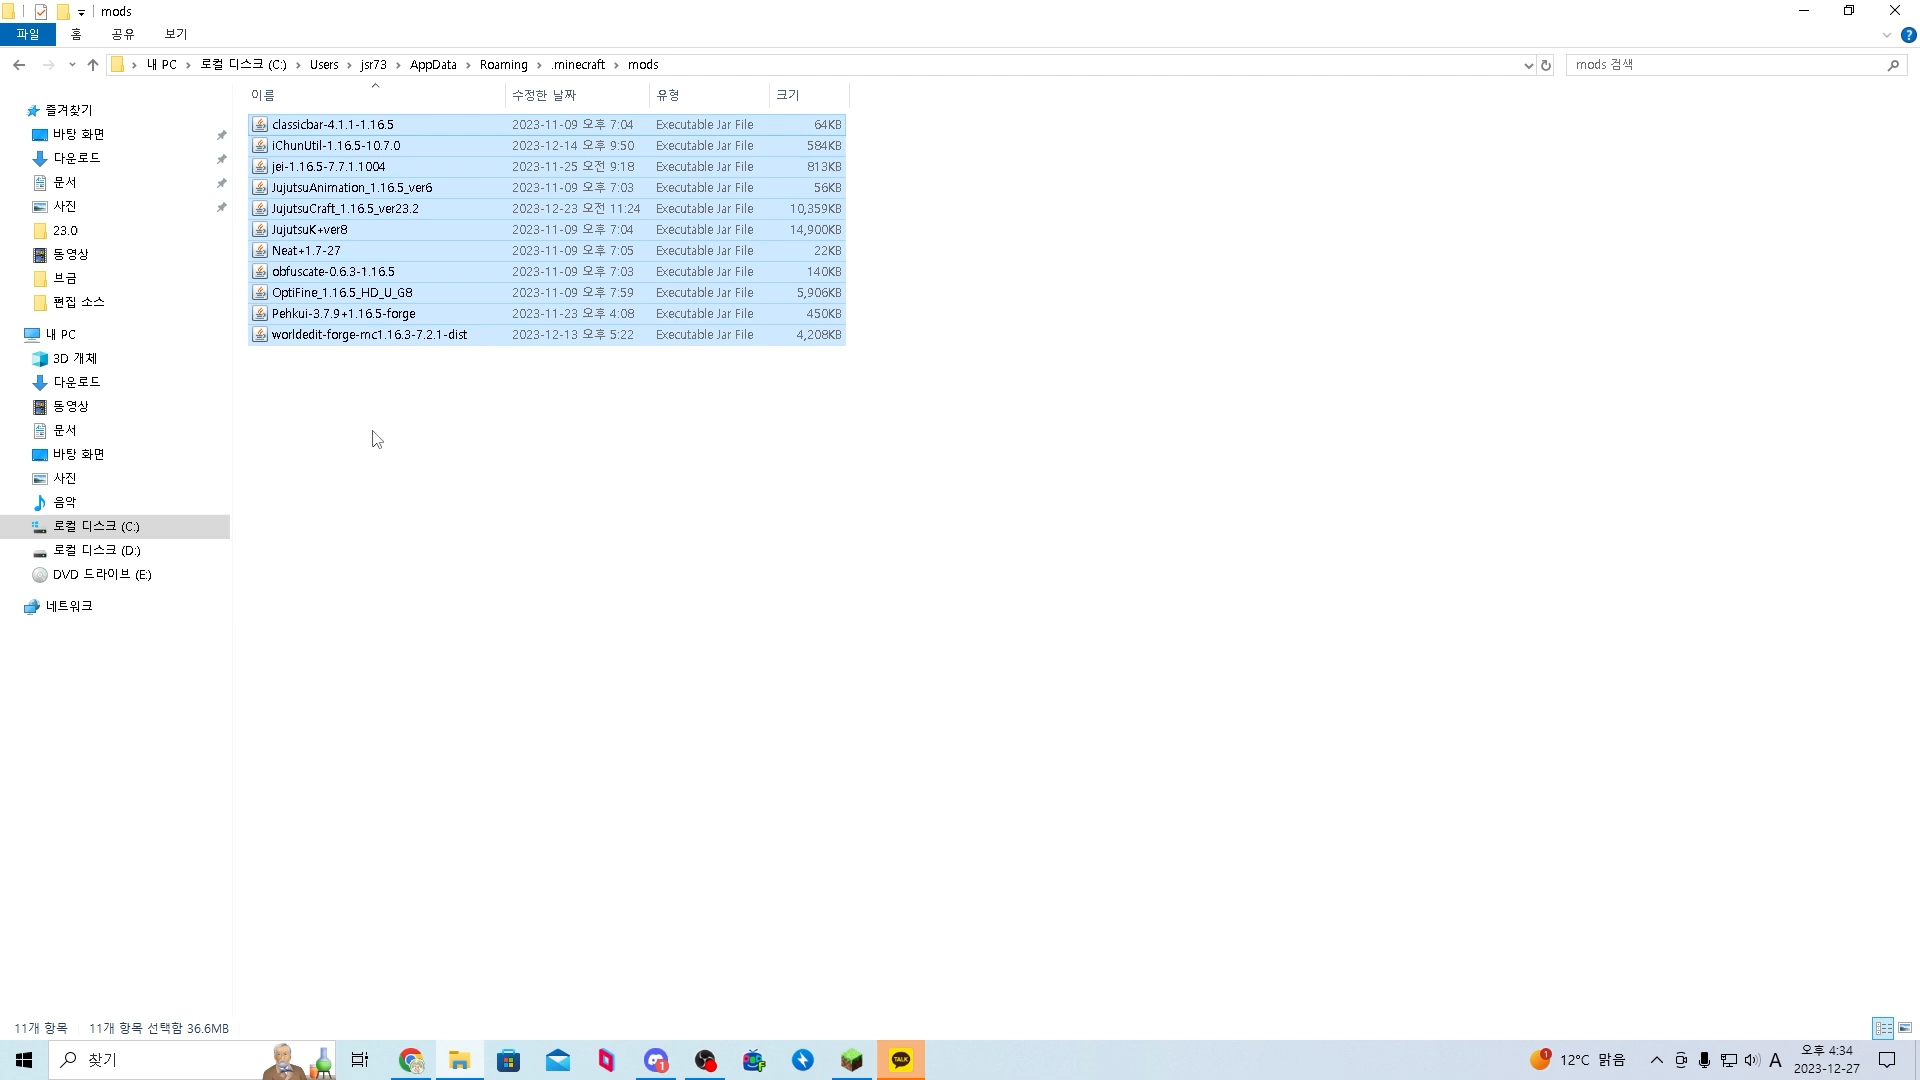 mods
파일 홈 공유 보기
내 PC 로컬 디스크 (C:) Users jsr73 AppData Roaming .minecraft mods
mods 검색
이름 수정한 날짜 유형 크기
classicbar-4.1.1-1.16.5 2023-11-09 오후 7:04 Executable Jar File 64KB
iChunUtil-1.16.5-10.7.0 2023-12-14 오후 9:50 Executable Jar File 584KB
jei-1.16.5-7.7.1.1004 2023-11-25 오전 9:18 Executable Jar File 813KB
JujutsuAnimation_1.16.5_ver6 2023-11-09 오후 7:03 Executable Jar File 56KB
JujutsuCraft_1.16.5_ver23.2 2023-12-23 오전 11:24 Executable Jar File 10,359KB
JujutsuK+ver8 2023-11-09 오후 7:04 Executable Jar File 14,900KB
Neat+1.7-27 2023-11-09 오후 7:05 Executable Jar File 22KB
obfuscate-0.6.3-1.16.5 2023-11-09 오후 7:03 Executable Jar File 140KB
OptiFine_1.16.5_HD_U_G8 2023-11-09 오후 7:59 Executable Jar File 5,906KB
Pehkui-3.7.9+1.16.5-forge 2023-11-23 오후 4:08 Executable Jar File 450KB
worldedit-forge-mc1.16.3-7.2.1-dist 2023-12-13 오후 5:22 Executable Jar File 4,208KB
즐겨찾기
바탕 화면
다운로드
문서
사진
23.0
동영상
브금
편집 소스
내 PC
3D 개체
다운로드
동영상
문서
바탕 화면
사진
음악
로컬 디스크 (C:)
로컬 디스크 (D:)
DVD 드라이브 (E:)
네트워크
11개 항목 11개 항목 선택함 36.6MB
찾기
1
TALK
1
12°C 맑음
A
오후 4:34
2023-12-27